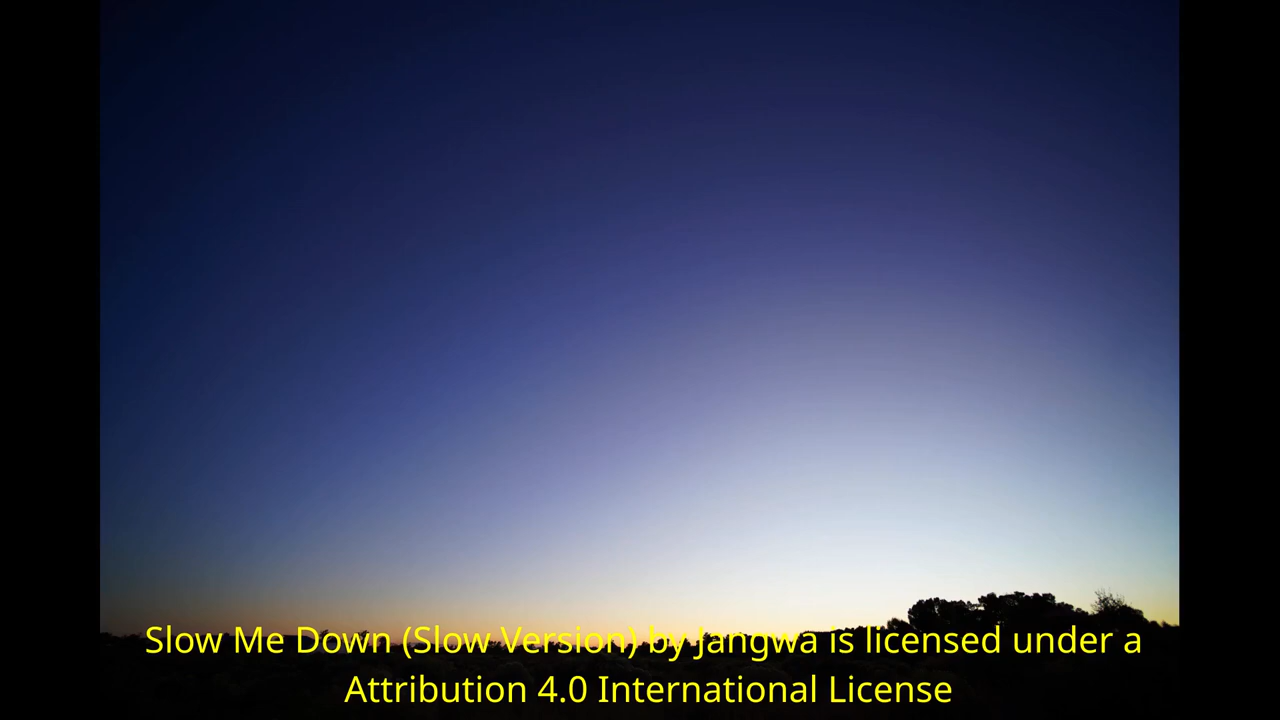 Slow Me Down (Slow Version) by Jangwa is licensed under a
Attribution 4.0 International License